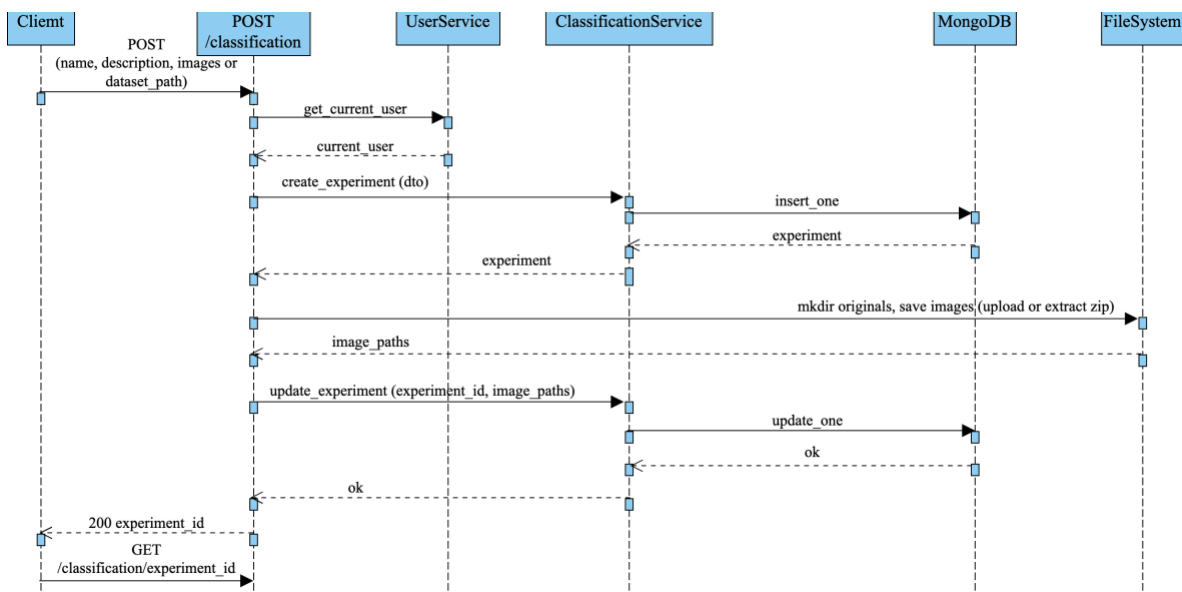 Cliemt
POST
/classification
UserService
ClassificationService
MongoDB
FileSystem
POST
(name, description, images or
dataset_path)
get_current_user
current_user
create_experiment (dto)
insert_one
experiment
experiment
mkdir originals, save images (upload or extract zip)
image_paths
update_experiment (experiment_id, image_paths)
update_one
ok
ok
200 experiment_id
GET
/classification/experiment_id